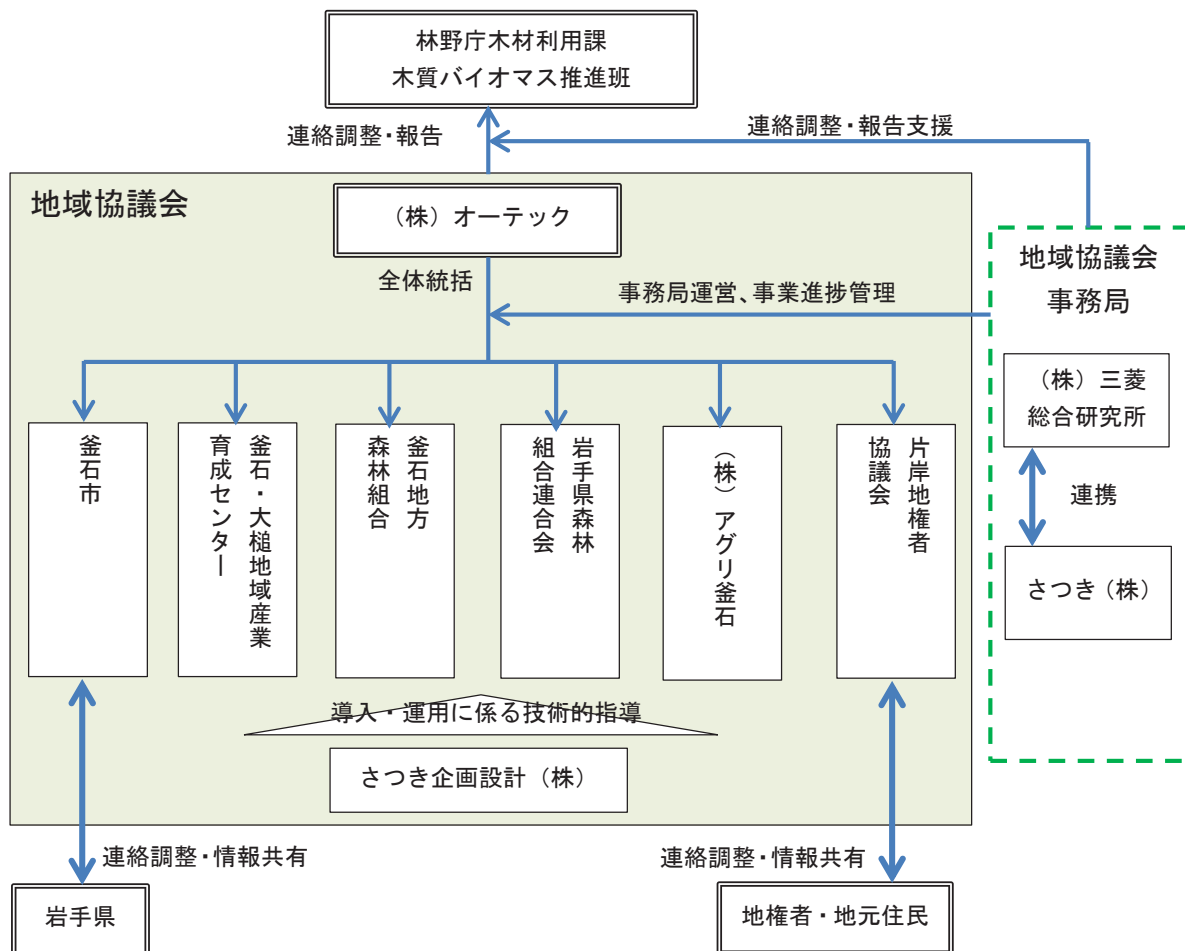 林野庁木材利用課
木質バイオマス推進班
連絡調整・報告
連絡調整・報告支援
地域協議会
（株）オーテック
全体統括
事務局運営、事業進捗管理
地域協議会
事務局
（株）三菱
総合研究所
連携
さつき（株）
釜石市
釜石・大槌地域産業
育成センター
釜石地方
森林組合
岩手県森林
組合連合会
（株）アグリ釜石
片岸地権者
協議会
導入・運用に係る技術的指導
さつき企画設計（株）
連絡調整・情報共有
連絡調整・情報共有
岩手県
地権者・地元住民